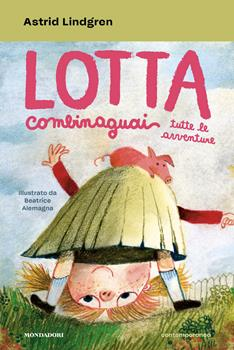 Astrid Lindgren
LOTTA
combinaguai
tutte le
avventure
Illustrato da
Beatrice
Alemagna
MONDADORI
contemporanea